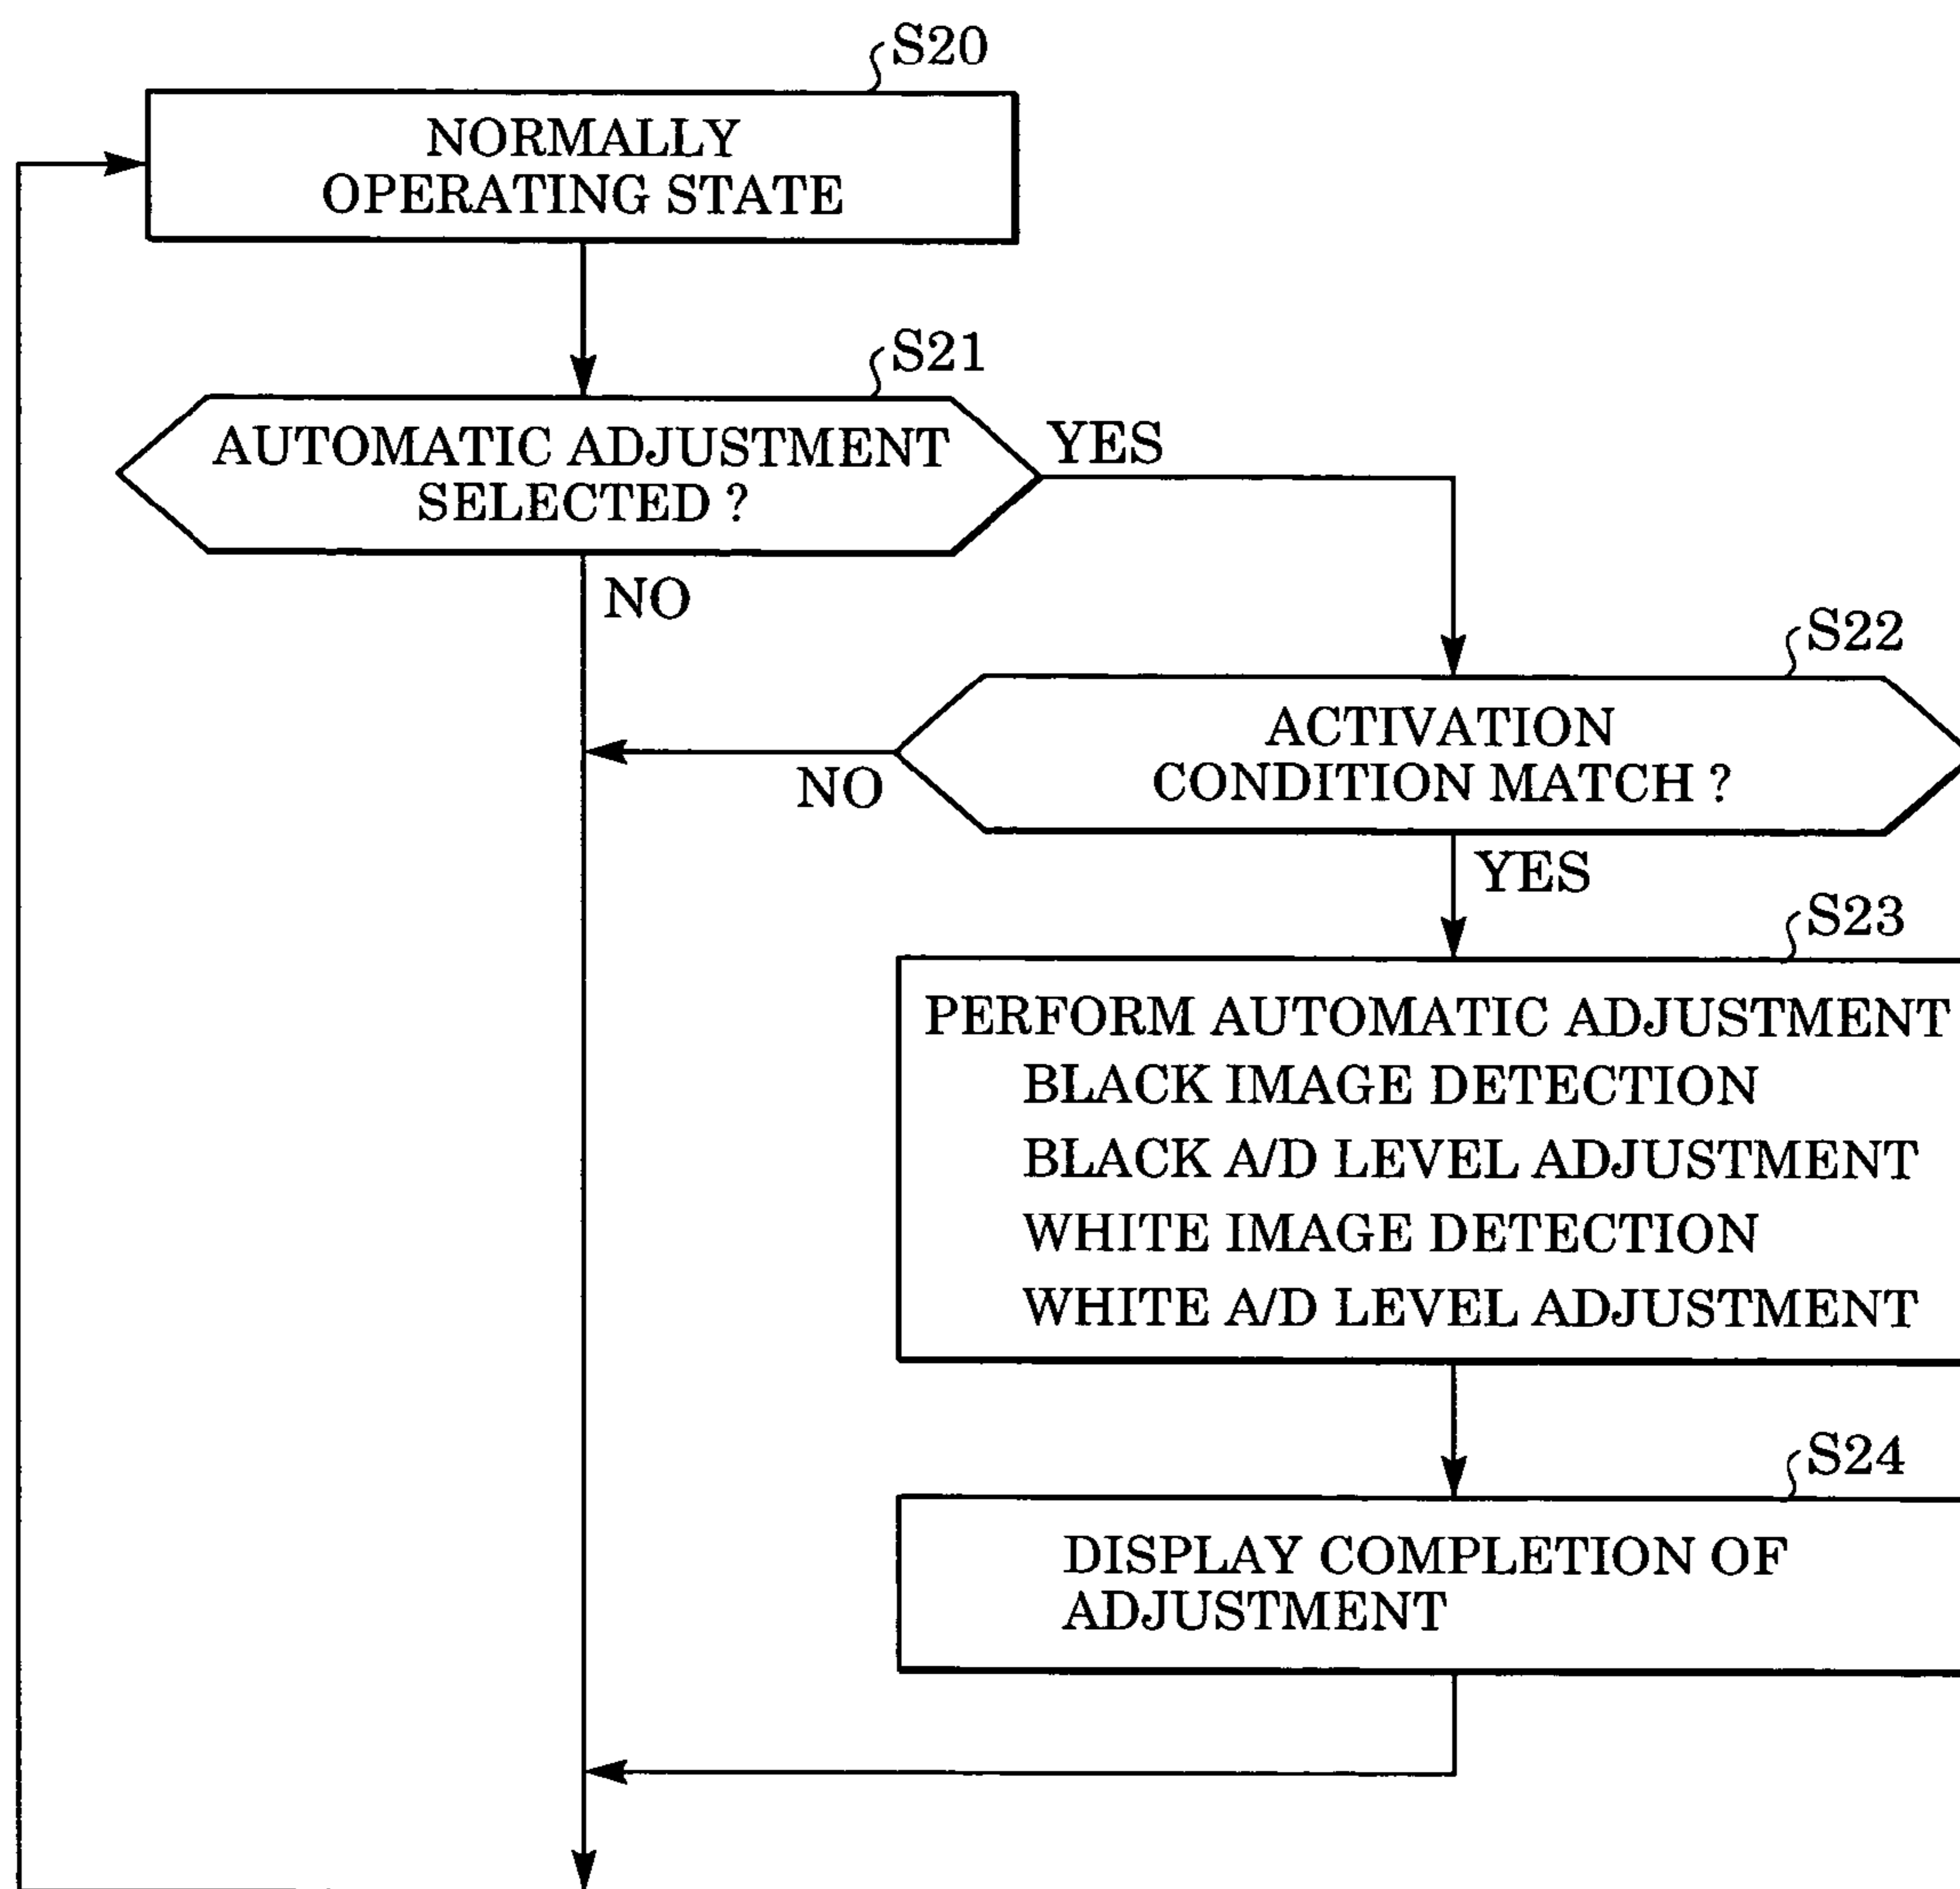 S20
NORMALLY
OPERATING STATE
S21
AUTOMATIC ADJUSTMENT
SELECTED ?
YES
NO
S22
ACTIVATION
CONDITION MATCH ?
NO
YES
S23
PERFORM AUTOMATIC ADJUSTMENT
BLACK IMAGE DETECTION
BLACK A/D LEVEL ADJUSTMENT
WHITE IMAGE DETECTION
WHITE A/D LEVEL ADJUSTMENT
S24
DISPLAY COMPLETION OF
ADJUSTMENT